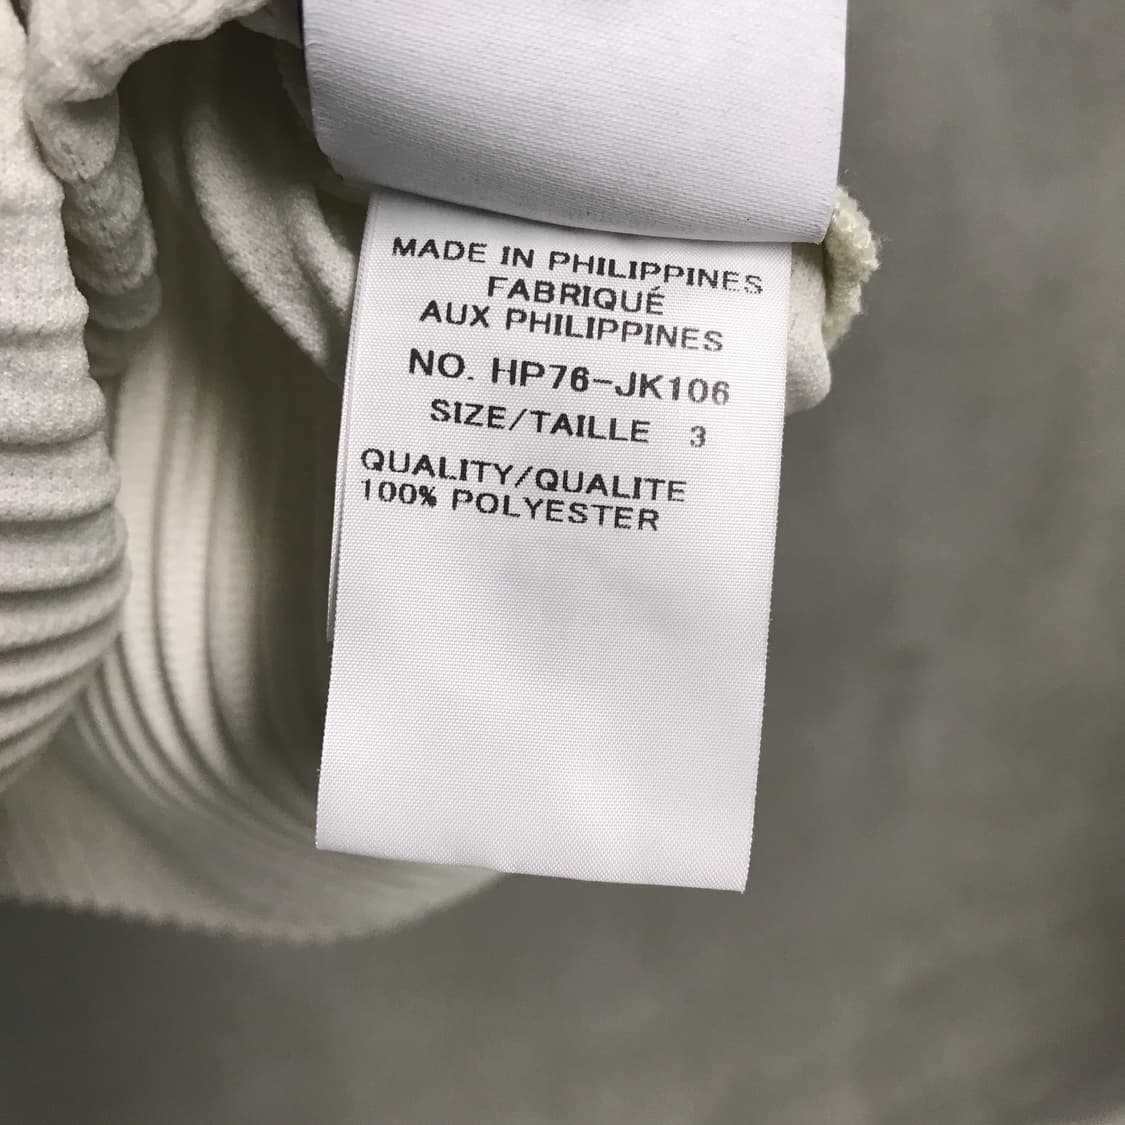 MADE IN PHILIPPINES
FABRIQUÉ
AUX PHILIPPINES
NO. HP76-JK106
SIZE/TAILLE 3
QUALITY/QUALITE
100% POLYESTER